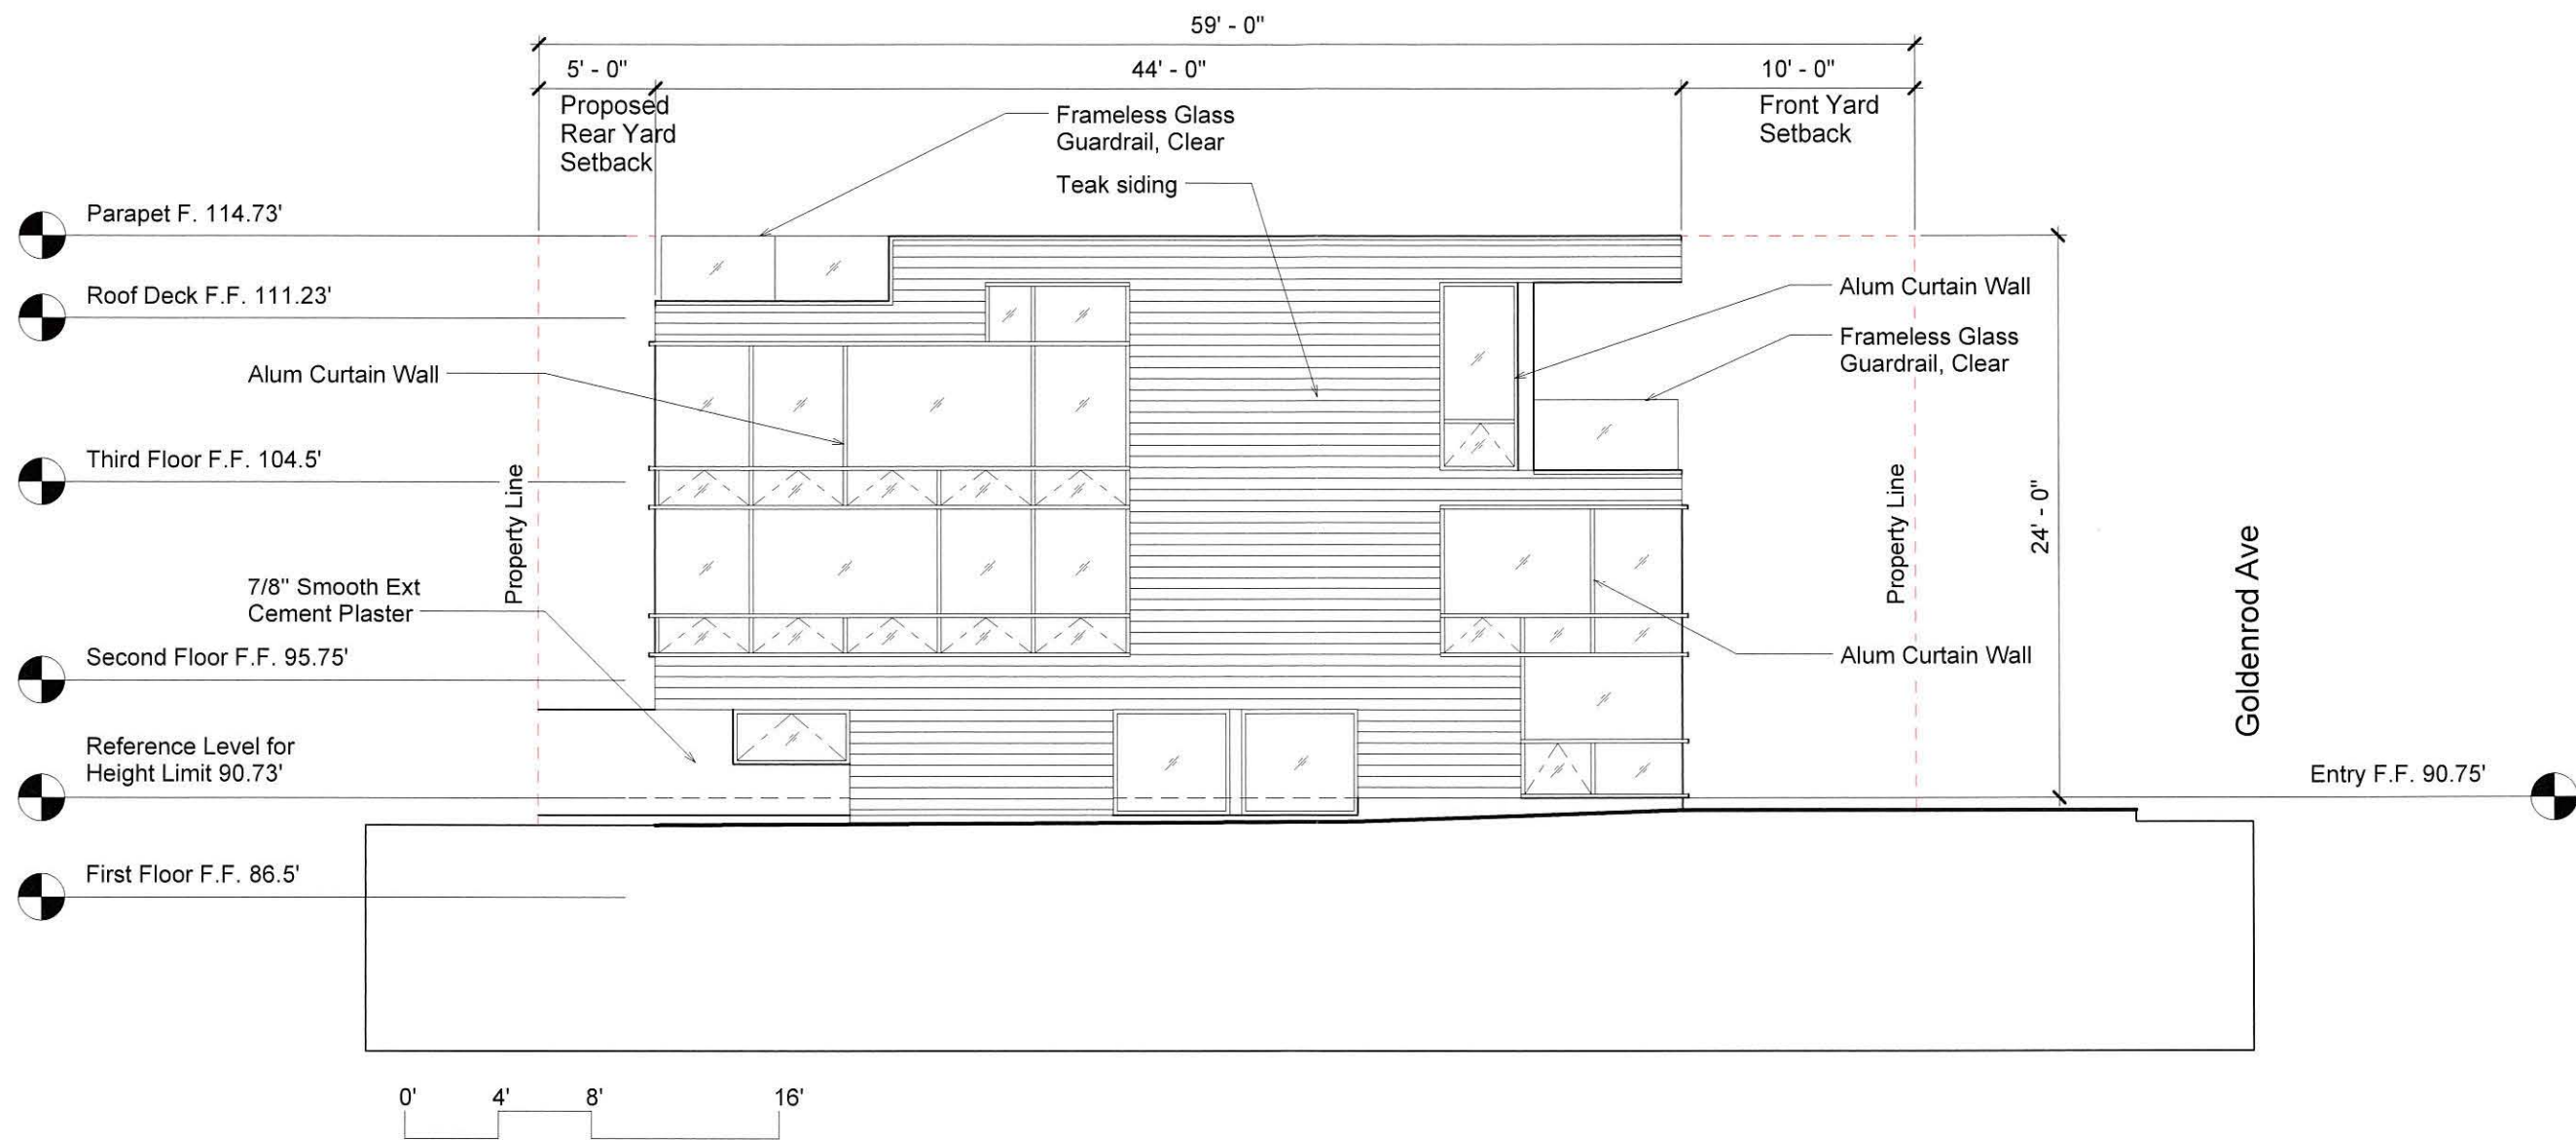 59' - 0"
5' - 0"
44' - 0"
10' - 0"
Proposed
Rear Yard
Setback
Frameless Glass
Guardrail, Clear
Front Yard
Setback
Teak siding
Parapet F. 114.73'
Roof Deck F.F. 111.23'
Alum Curtain Wall
Frameless Glass
Guardrail, Clear
Alum Curtain Wall
Third Floor F.F. 104.5'
Property Line
Property Line
24' - 0"
Goldenrod Ave
7/8" Smooth Ext
Cement Plaster
Second Floor F.F. 95.75'
Alum Curtain Wall
Reference Level for
Height Limit 90.73'
Entry F.F. 90.75'
First Floor F.F. 86.5'
0' 4' 8' 16'